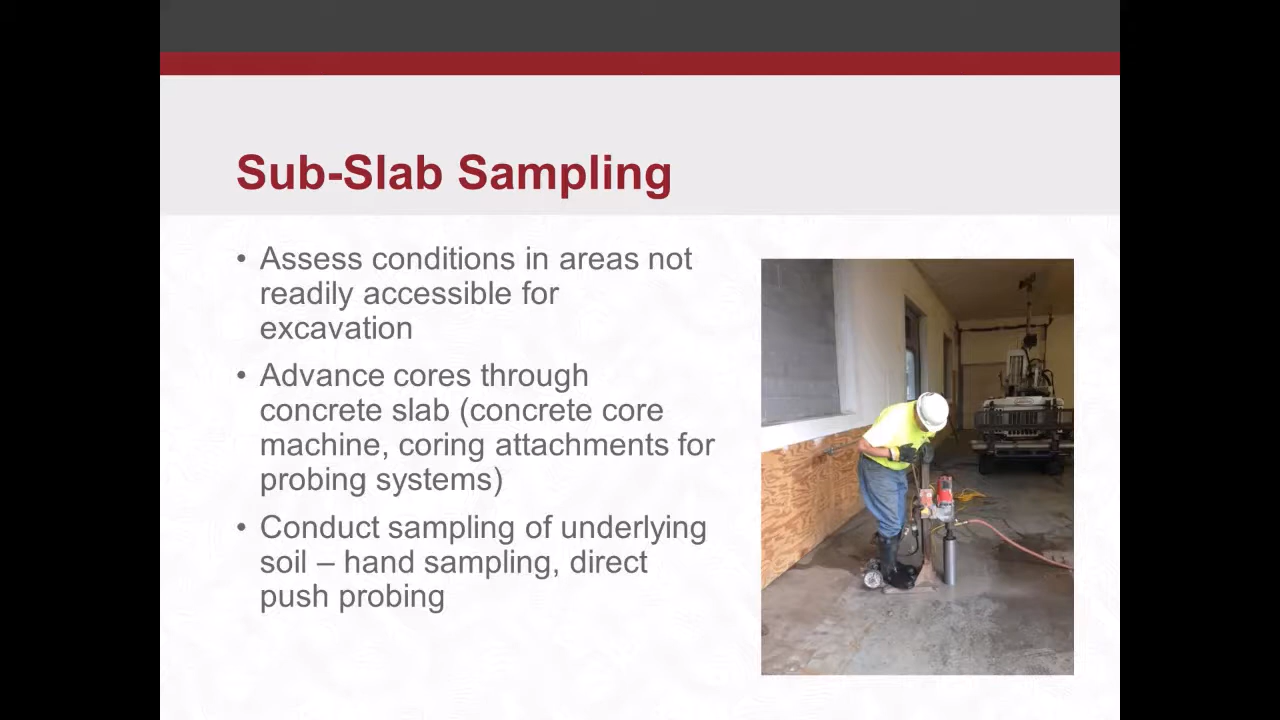 Sub-Slab Sampling
• Assess conditions in areas not
readily accessible for
excavation
• Advance cores through
concrete slab (concrete core
machine, coring attachments for
probing systems)
• Conduct sampling of underlying
soil – hand sampling, direct
push probing